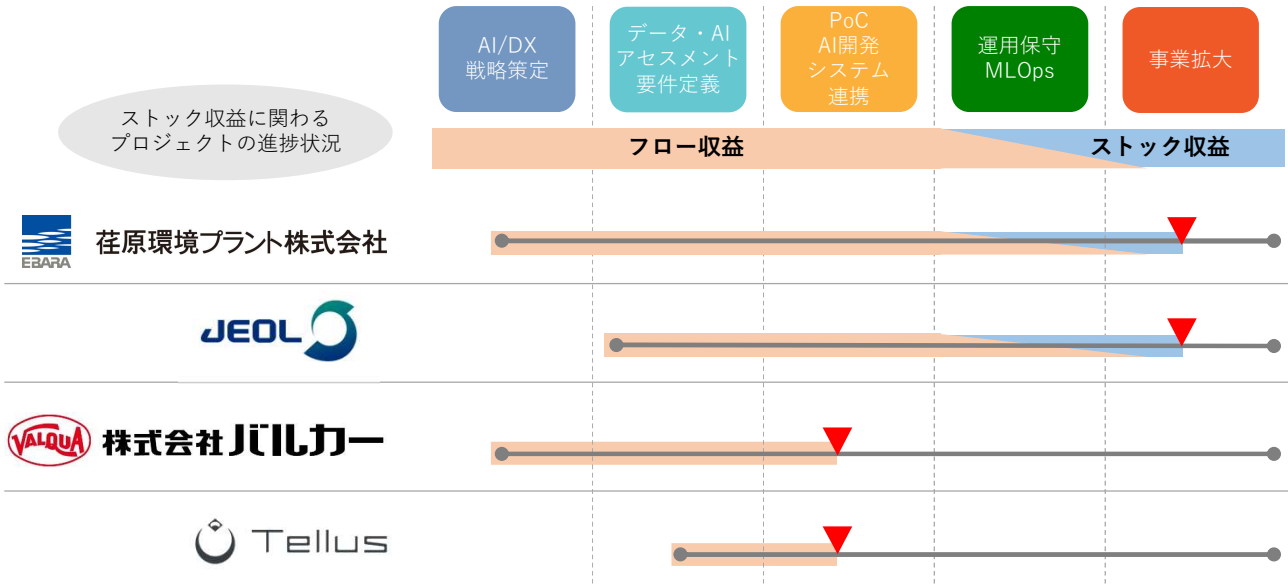 AI/DX
戦略策定
データ・AI
アセスメント
要件定義
PoC
AI開発
システム
連携
運用保守
MLOps
事業拡大
ストック収益に関わる
プロジェクトの進捗状況
フロー収益
ストック収益
EBARA
荏原環境プラント株式会社
JEOL
VALQUA
株式会社バルカー
Tellus